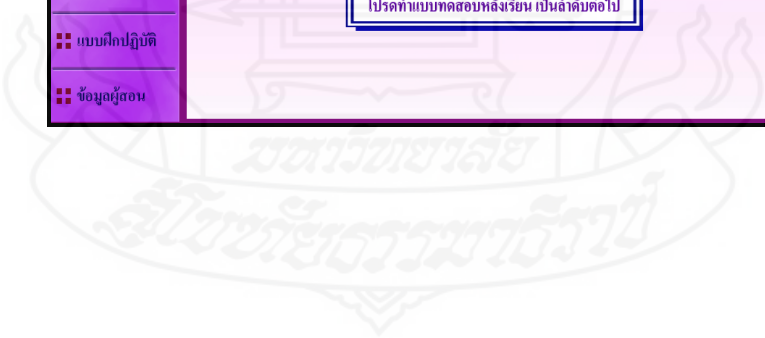 โปรดทำแบบทดสอบหลังเรียน เป็นลำดับต่อไป
แบบฝึกปฏิบัติ
ข้อมูลผู้สอน
มหาวิทยาลัย
สุโขทัยธรรมาธิราช